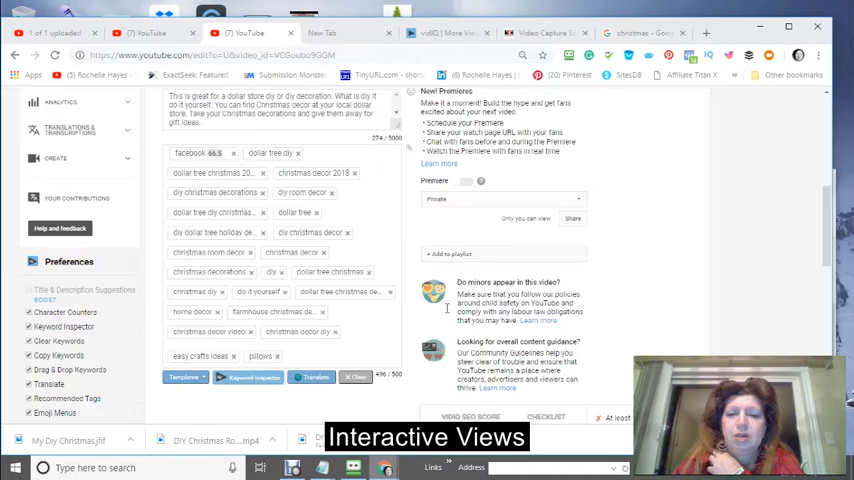 1 of 1 uploaded
(7) YouTube
(7) YouTube
New Tab
vidIQ | More View
Video Capture So
christmas - Goog
https://www.youtube.com/edit?o=U&video_id=VCGoubo9GGM
Apps
(5) Rochelle Hayes
ExactSeek: Featured
Submission Monster
TinyURL.com - short
(20) Pinterest
SitesDB
Affiliate Titan X
Other bookmarks
ANALYTICS
TRANSLATIONS &
TRANSCRIPTIONS
CREATE
YOUR CONTRIBUTIONS
Help and feedback
Preferences
Title & Description Suggestions
BOOST
Character Counters
Keyword Inspector
Clear Keywords
Copy Keywords
Drag & Drop Keywords
Translate
Recommended Tags
Emoji Menus
This is great for a dollar store diy or diy decoration. What is diy it
do it yourself. You can find Christmas decor at your local dollar
store. Take your Christmas decorations and give them away for
gift ideas.
274 / 5000
facebook 66.5
dollar tree diy
dollar tree christmas 20...
christmas decor 2018
diy christmas decorations
diy room decor
dollar tree diy christmas...
dollar tree
diy dollar tree holiday de...
diy christmas decor
christmas room decor
christmas decor
christmas decorations
diy
dollar tree christmas
christmas diy
do it yourself
dollar tree christmas de...
home decor
farmhouse christmas de...
christmas decor video
christmas decor diy
easy crafts ideas
pillows
Templates
Keyword Inspector
Translate
Clear
496 / 500
New! Premieres
Make it a moment! Build the hype and get fans
excited about your next video.
• Schedule your Premiere
• Share your watch page URL with your fans
• Chat with fans before and during the Premiere
• Watch the Premiere with fans in real time
Learn more
Premiere
Private
Only you can view
Share
+ Add to playlist
Do minors appear in this video?
Make sure that you follow our policies
around child safety on YouTube and
comply with any labour law obligations
that you may have. Learn more
Looking for overall content guidance?
Our Community Guidelines help you
steer clear of trouble and ensure that
YouTube remains a place where
creators, advertisers and viewers can
thrive. Learn more
VIDIQ SEO SCORE
CHECKLIST
At least
My Diy Christmas.jfif
DIY Christmas Ro....mp4
Interactive Views
Type here to search
Links
Address